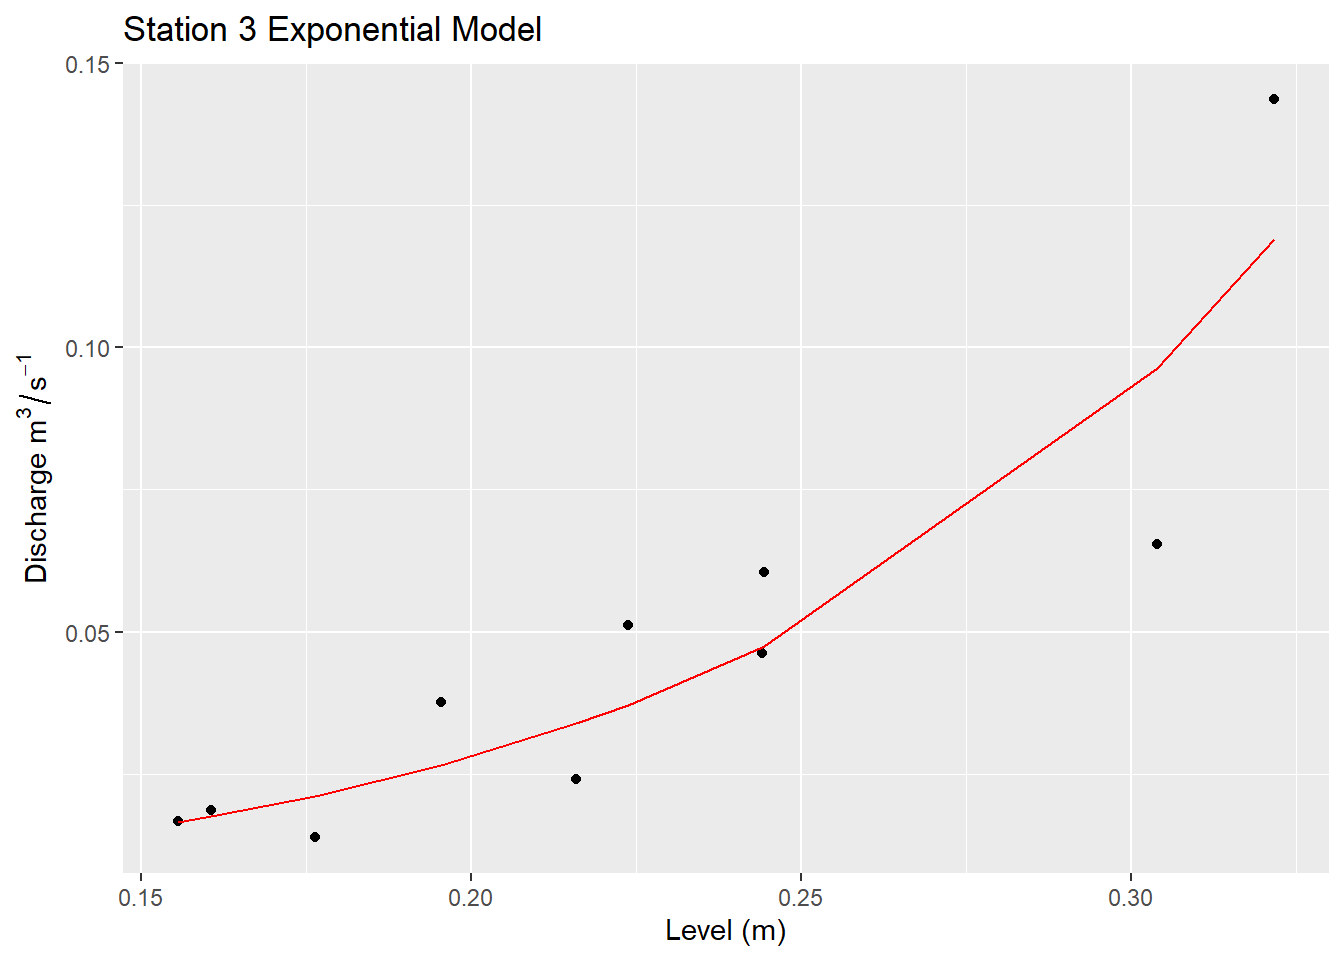 Station 3 Exponential Model
0.15
0.10
0.05
Discharge m³/s⁻¹
0.15 0.20 0.25 0.30
Level (m)